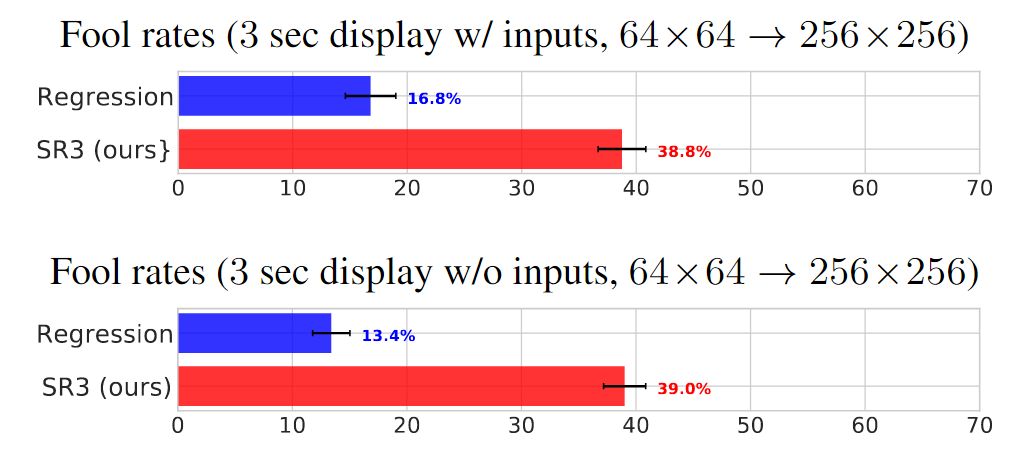 Fool rates (3 sec display w/ inputs, 64×64 → 256×256)
Regression 16.8%
SR3 (ours} 38.8%
0 10 20 30 40 50 60 70
Fool rates (3 sec display w/o inputs, 64×64 → 256×256)
Regression 13.4%
SR3 (ours) 39.0%
0 10 20 30 40 50 60 70